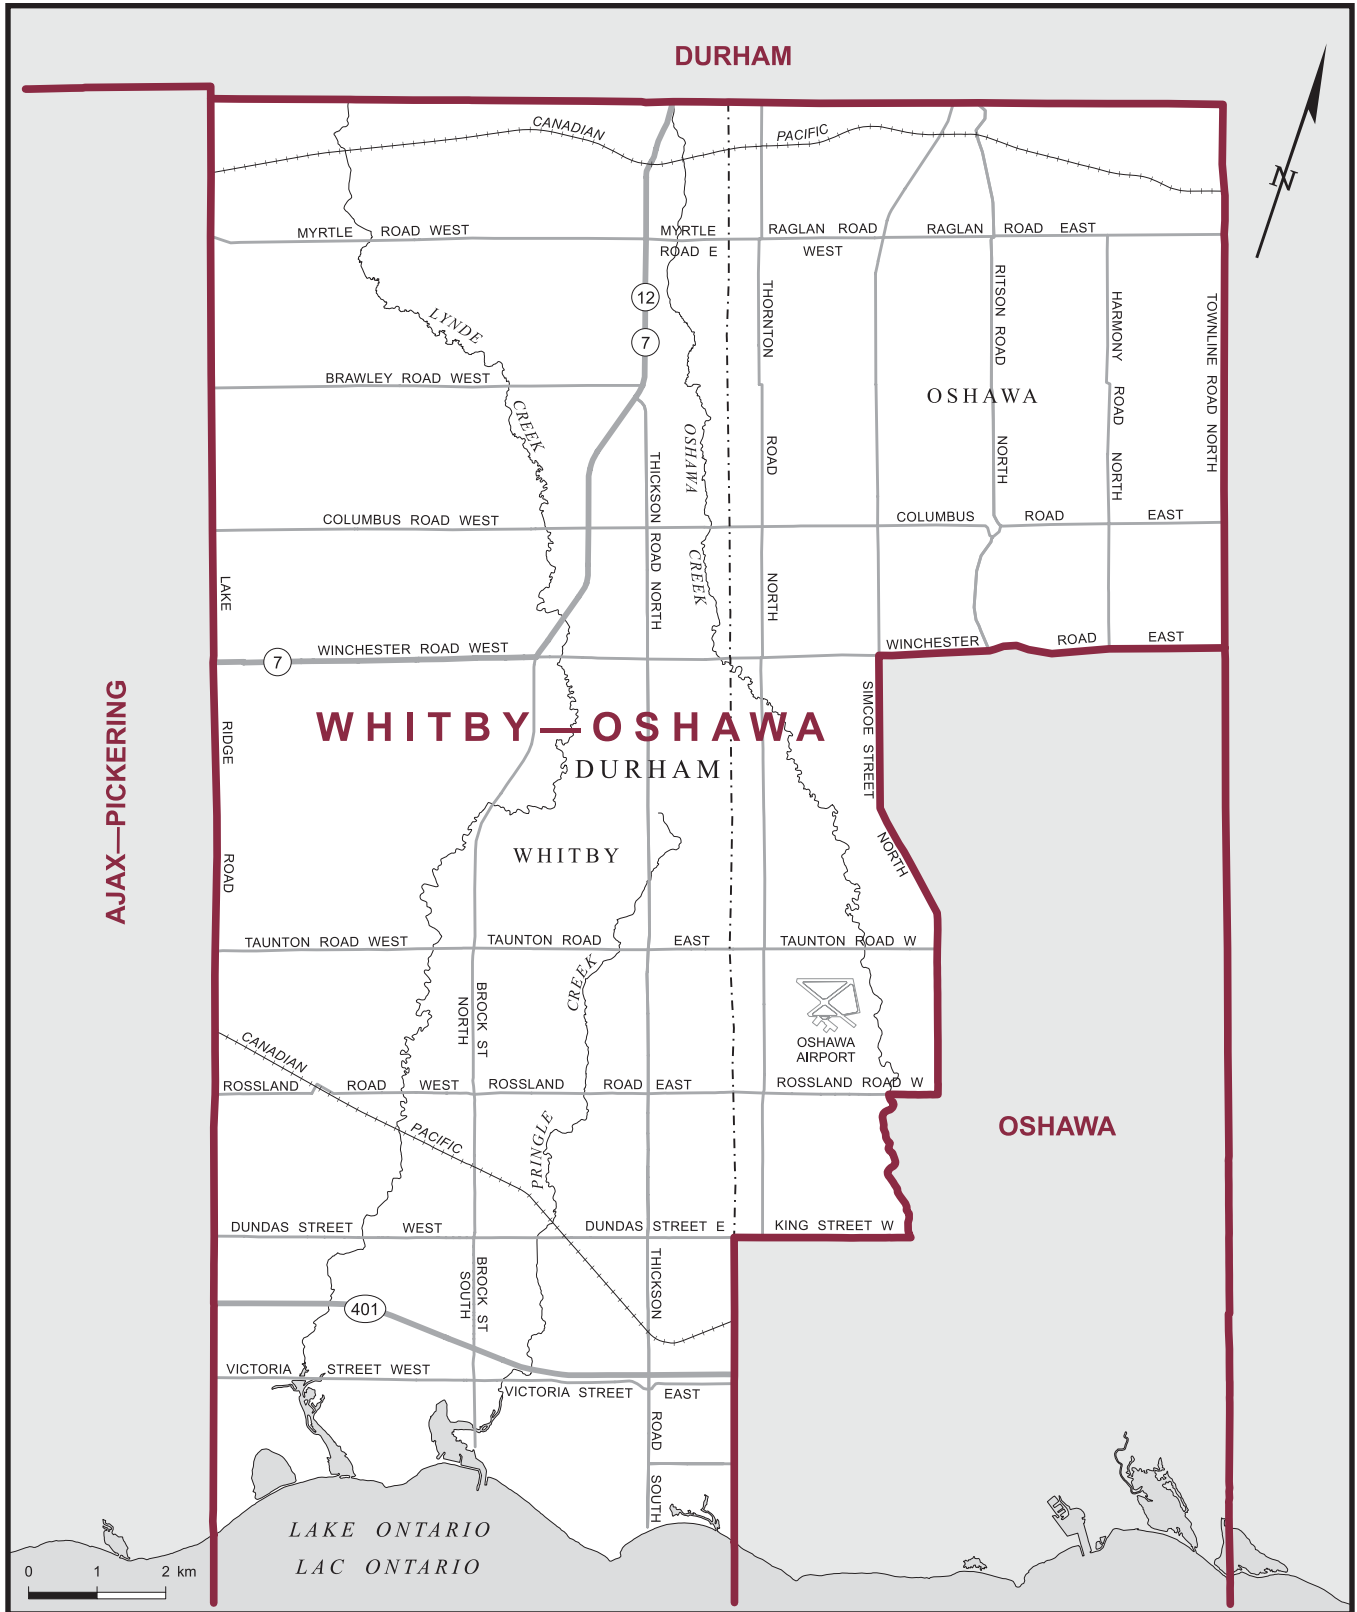 DURHAM
CANADIAN
PACIFIC
N
MYRTLE ROAD WEST
MYRTLE
ROAD E
RAGLAN ROAD
WEST
RAGLAN ROAD EAST
12
7
LYNDE
CREEK
THORNTON
ROAD
NORTH
RITSON ROAD
NORTH
HARMONY ROAD NORTH
TOWNLINE ROAD NORTH
BRAWLEY ROAD WEST
OSHAWA
OSHAWA
CREEK
THICKSON ROAD NORTH
COLUMBUS ROAD WEST
COLUMBUS ROAD EAST
LAKE
RIDGE
ROAD
WINCHESTER ROAD WEST
WINCHESTER ROAD EAST
7
AJAX—PICKERING
WHITBY—OSHAWA
DURHAM
SIMCOE STREET
NORTH
WHITBY
TAUNTON ROAD WEST
TAUNTON ROAD EAST
TAUNTON ROAD W
CREEK
BROCK ST
NORTH
OSHAWA
AIRPORT
CANADIAN
PACIFIC
ROSSLAND ROAD WEST
ROSSLAND ROAD EAST
ROSSLAND ROAD W
PRINGLE
OSHAWA
DUNDAS STREET WEST
DUNDAS STREET E
KING STREET W
BROCK ST
SOUTH
THICKSON
ROAD
SOUTH
401
VICTORIA STREET WEST
VICTORIA STREET EAST
LAKE ONTARIO
LAC ONTARIO
0 1 2 km